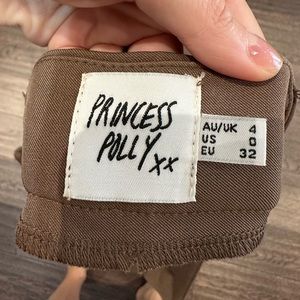 PRINCESS
POLLY xx
AU/UK 4
US 0
EU 32